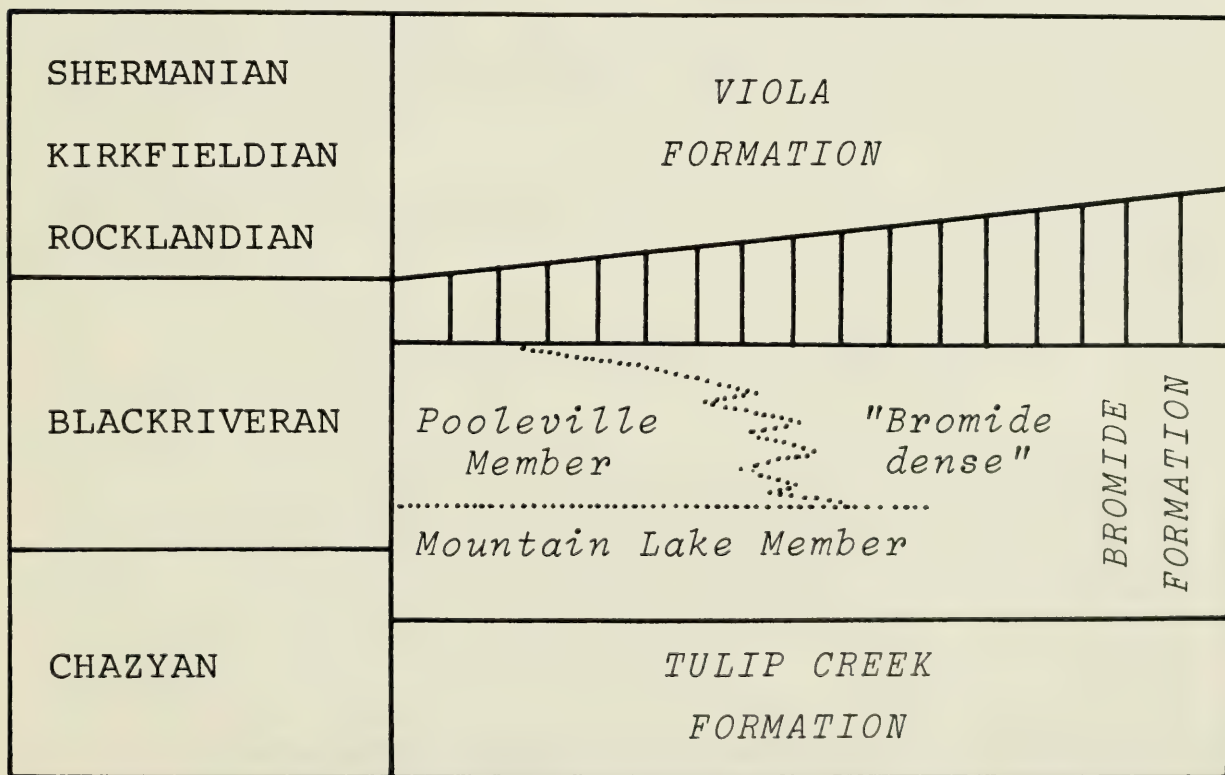 SHERMANIAN
KIRKFIELDIAN
ROCKLANDIAN
VIOLA
FORMATION
BLACKRIVERAN
Pooleville
Member
"Bromide
dense"
BROMIDE
FORMATION
Mountain Lake Member
CHAZYAN
TULIP CREEK
FORMATION